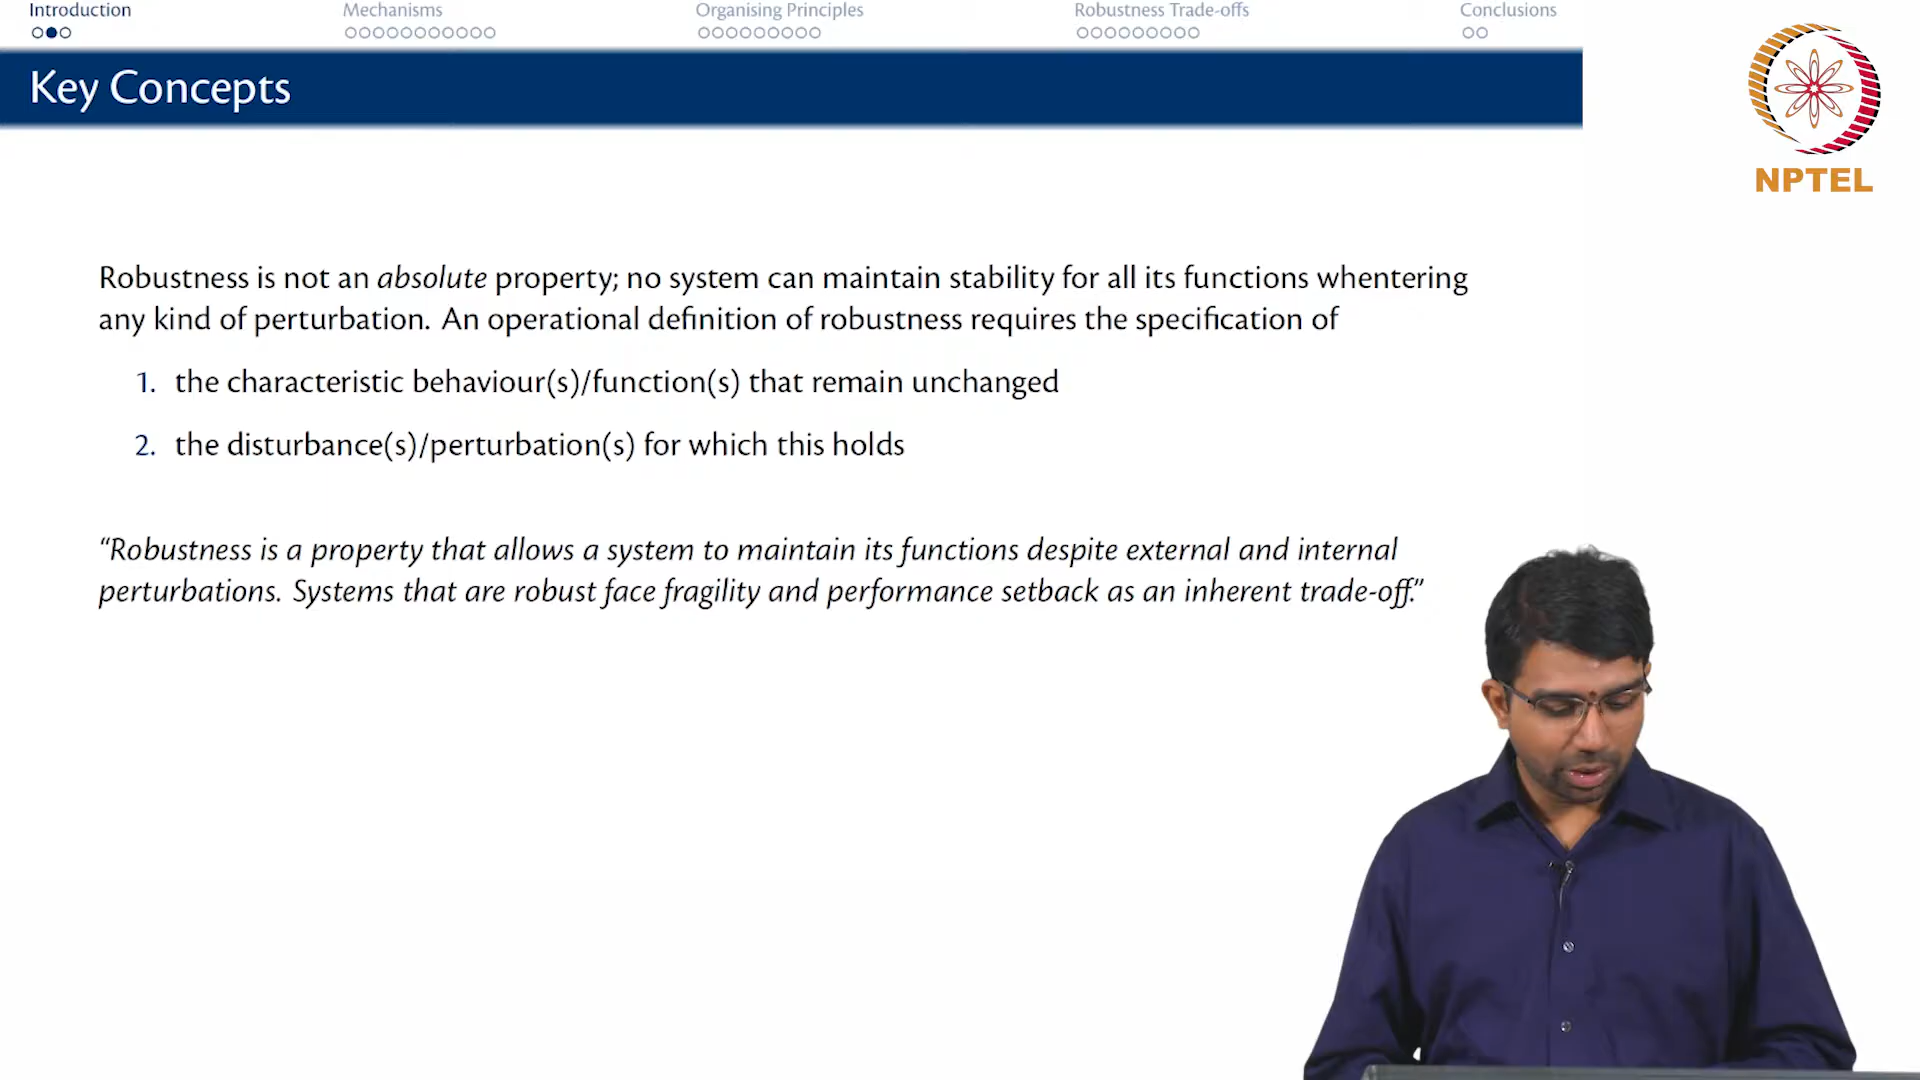 Introduction
Mechanisms
Organising Principles
Robustness Trade-offs
Conclusions
Key Concepts
NPTEL
Robustness is not an absolute property; no system can maintain stability for all its functions whentering
any kind of perturbation. An operational definition of robustness requires the specification of
1. the characteristic behaviour(s)/function(s) that remain unchanged
2. the disturbance(s)/perturbation(s) for which this holds
“Robustness is a property that allows a system to maintain its functions despite external and internal
perturbations. Systems that are robust face fragility and performance setback as an inherent trade-off.”